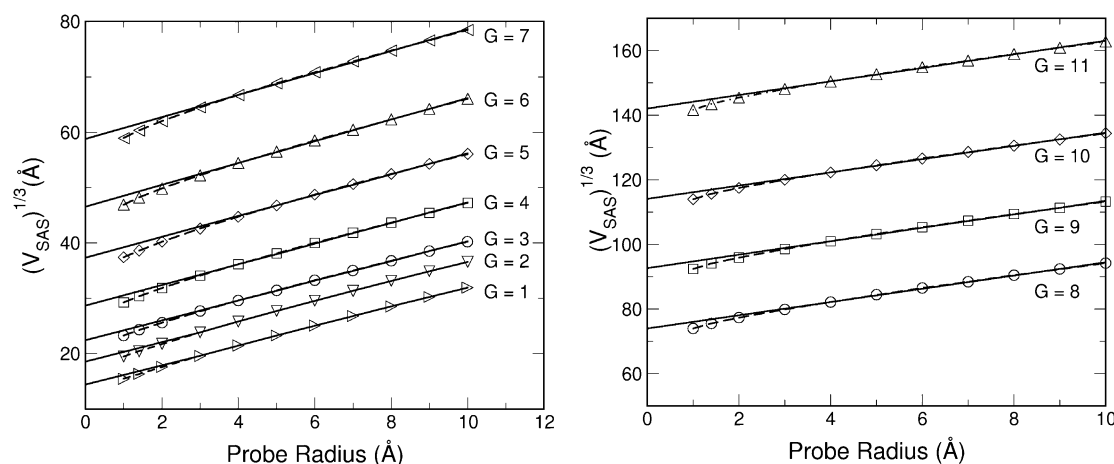 80
60
40
20
(V_SAS)^1/3 (Å)
G = 7
G = 6
G = 5
G = 4
G = 3
G = 2
G = 1
0 2 4 6 8 10 12
Probe Radius (Å)
160
140
120
100
80
60
(V_SAS)^1/3 (Å)
G = 11
G = 10
G = 9
G = 8
0 2 4 6 8 10
Probe Radius (Å)